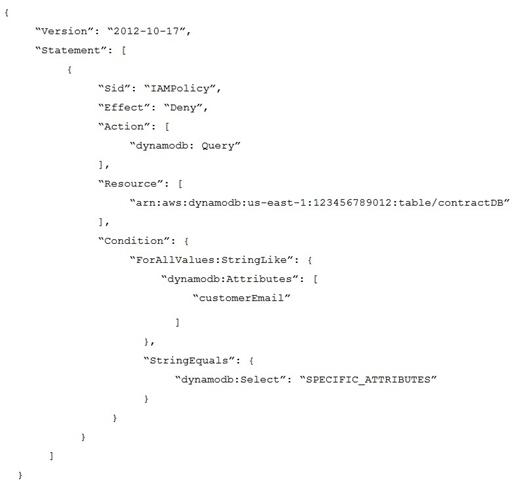 {
“Version”: “2012-10-17”,
“Statement”: [
{
“Sid”: “IAMPolicy”,
“Effect”: “Deny”,
“Action”: [
“dynamodb: Query”
],
“Resource”: [
“arn:aws:dynamodb:us-east-1:123456789012:table/contractDB”
],
“Condition”: {
“ForAllValues:StringLike”: {
“dynamodb:Attributes”: [
“customerEmail”
]
},
“StringEquals”: {
“dynamodb:Select”: “SPECIFIC_ATTRIBUTES”
}
}
}
]
}